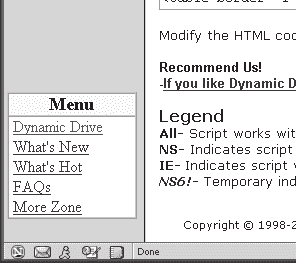 Modify the HTML coo
Recommend Us!
-If you like Dynamic D
Menu
Dynamic Drive
What's New
What's Hot
FAQs
More Zone
Legend
All- Script works wit
NS- Indicates script
IE- Indicates script
NS6!- Temporary ind
Copyright © 1998-2
Done